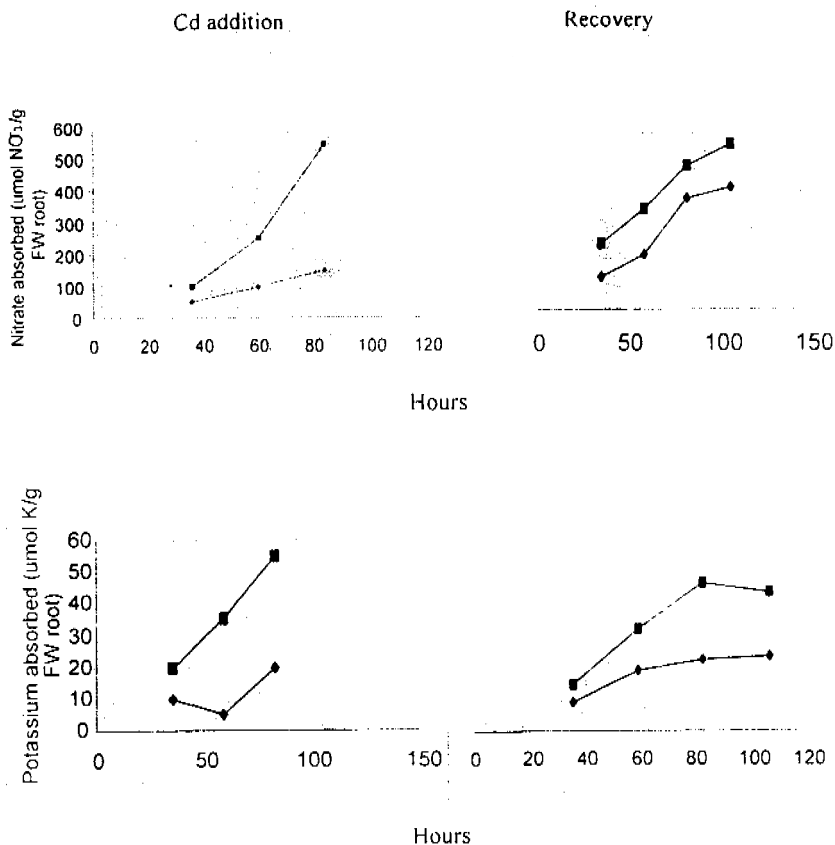 Cd addition
Recovery
Nitrate absorbed (umol NO3/g
FW root)
600
500
400
300
200
100
0
0 20 40 60 80 100 120
0 50 100 150
Hours
Potassium absorbed (umol K/g
FW root)
60
50
40
30
20
10
0
0 50 100 150
0 20 40 60 80 100 120
Hours